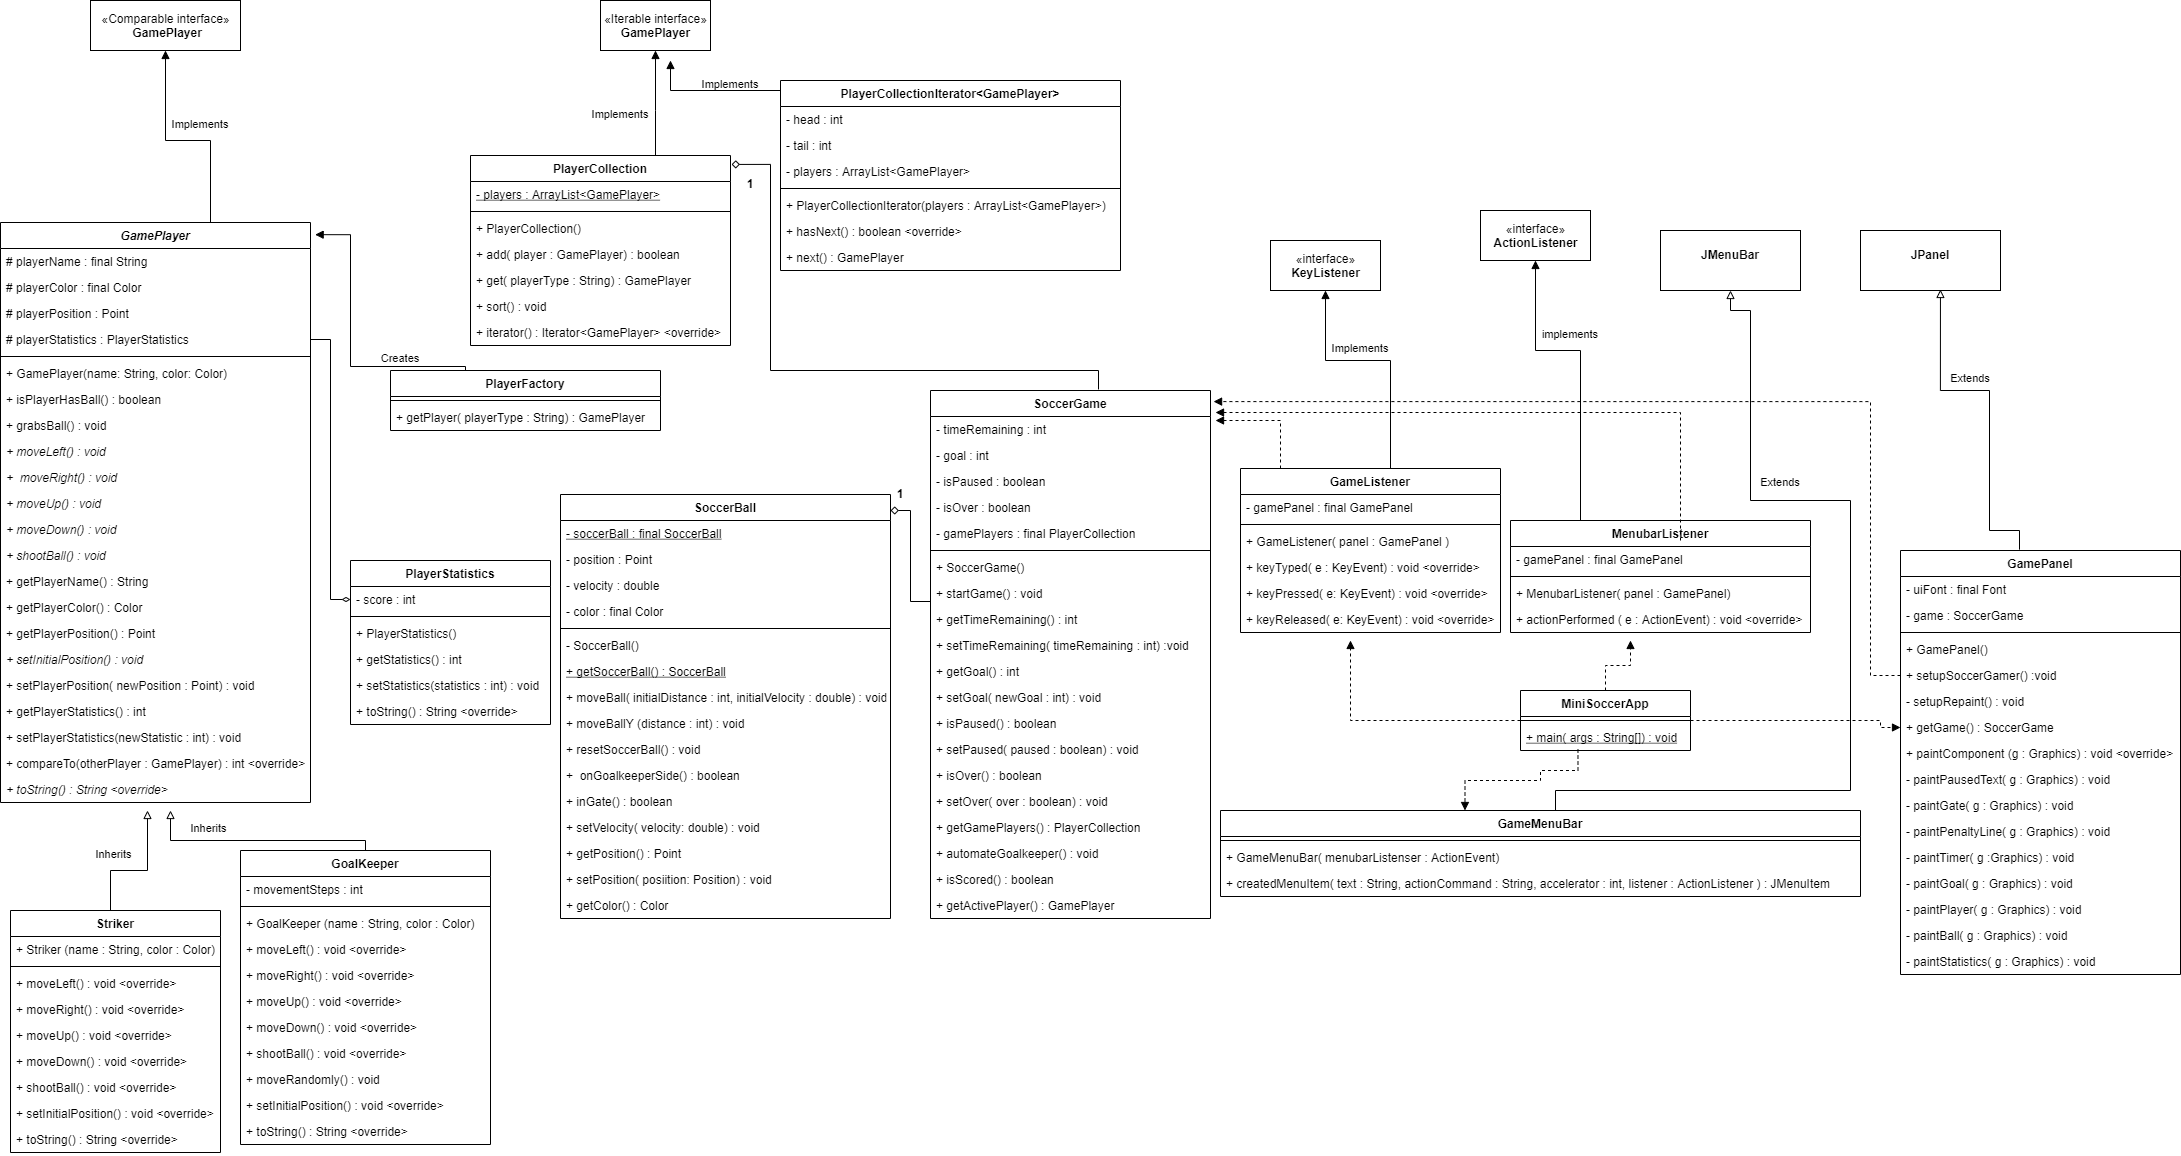 «Comparable interface»
GamePlayer
«Iterable interface»
GamePlayer
Implements
Implements
Implements
PlayerCollectionIterator<GamePlayer>
- head : int
- tail : int
- players : ArrayList<GamePlayer>
+ PlayerCollectionIterator(players : ArrayList<GamePlayer>)
+ hasNext() : boolean <override>
+ next() : GamePlayer
PlayerCollection
- players : ArrayList<GamePlayer>
+ PlayerCollection()
+ add( player : GamePlayer) : boolean
+ get( playerType : String) : GamePlayer
+ sort() : void
+ iterator() : Iterator<GamePlayer> <override>
1
GamePlayer
# playerName : final String
# playerColor : final Color
# playerPosition : Point
# playerStatistics : PlayerStatistics
+ GamePlayer(name: String, color: Color)
+ isPlayerHasBall() : boolean
+ grabsBall() : void
+ moveLeft() : void
+  moveRight() : void
+ moveUp() : void
+ moveDown() : void
+ shootBall() : void
+ getPlayerName() : String
+ getPlayerColor() : Color
+ getPlayerPosition() : Point
+ setInitialPosition() : void
+ setPlayerPosition( newPosition : Point) : void
+ getPlayerStatistics() : int
+ setPlayerStatistics(newStatistic : int) : void
+ compareTo(otherPlayer : GamePlayer) : int <override>
+ toString() : String <override>
Creates
PlayerFactory
+ getPlayer( playerType : String) : GamePlayer
PlayerStatistics
- score : int
+ PlayerStatistics()
+ getStatistics() : int
+ setStatistics(statistics : int) : void
+ toString() : String <override>
Inherits
Inherits
Striker
+ Striker (name : String, color : Color)
+ moveLeft() : void <override>
+ moveRight() : void <override>
+ moveUp() : void <override>
+ moveDown() : void <override>
+ shootBall() : void <override>
+ setInitialPosition() : void <override>
+ toString() : String <override>
GoalKeeper
- movementSteps : int
+ GoalKeeper (name : String, color : Color)
+ moveLeft() : void <override>
+ moveRight() : void <override>
+ moveUp() : void <override>
+ moveDown() : void <override>
+ shootBall() : void <override>
+ moveRandomly() : void
+ setInitialPosition() : void <override>
+ toString() : String <override>
SoccerBall
- soccerBall : final SoccerBall
- position : Point
- velocity : double
- color : final Color
- SoccerBall()
+ getSoccerBall() : SoccerBall
+ moveBall( initialDistance : int, initialVelocity : double) : void
+ moveBallY (distance : int) : void
+ resetSoccerBall() : void
+  onGoalkeeperSide() : boolean
+ inGate() : boolean
+ setVelocity( velocity: double) : void
+ getPosition() : Point
+ setPosition( posiition: Position) : void
+ getColor() : Color
1
SoccerGame
- timeRemaining : int
- goal : int
- isPaused : boolean
- isOver : boolean
- gamePlayers : final PlayerCollection
+ SoccerGame()
+ startGame() : void
+ getTimeRemaining() : int
+ setTimeRemaining( timeRemaining : int) :void
+ getGoal() : int
+ setGoal( newGoal : int) : void
+ isPaused() : boolean
+ setPaused( paused : boolean) : void
+ isOver() : boolean
+ setOver( over : boolean) : void
+ getGamePlayers() : PlayerCollection
+ automateGoalkeeper() : void
+ isScored() : boolean
+ getActivePlayer() : GamePlayer
«interface»
KeyListener
Implements
GameListener
- gamePanel : final GamePanel
+ GameListener( panel : GamePanel )
+ keyTyped( e : KeyEvent) : void <override>
+ keyPressed( e: KeyEvent) : void <override>
+ keyReleased( e: KeyEvent) : void <override>
«interface»
ActionListener
implements
MenubarListener
- gamePanel : final GamePanel
+ MenubarListener( panel : GamePanel)
+ actionPerformed ( e : ActionEvent) : void <override>
MiniSoccerApp
+ main( args : String[]) : void
JMenuBar
Extends
GameMenuBar
+ GameMenuBar( menubarListenser : ActionEvent)
+ createdMenuItem( text : String, actionCommand : String, accelerator : int, listener : ActionListener ) : JMenuItem
JPanel
Extends
GamePanel
- uiFont : final Font
- game : SoccerGame
+ GamePanel()
+ setupSoccerGamer() :void
- setupRepaint() : void
+ getGame() : SoccerGame
+ paintComponent (g : Graphics) : void <override>
- paintPausedText( g : Graphics) : void
- paintGate( g : Graphics) : void
- paintPenaltyLine( g : Graphics) : void
- paintTimer( g :Graphics) : void
- paintGoal( g : Graphics) : void
- paintPlayer( g : Graphics) : void
- paintBall( g : Graphics) : void
- paintStatistics( g : Graphics) : void